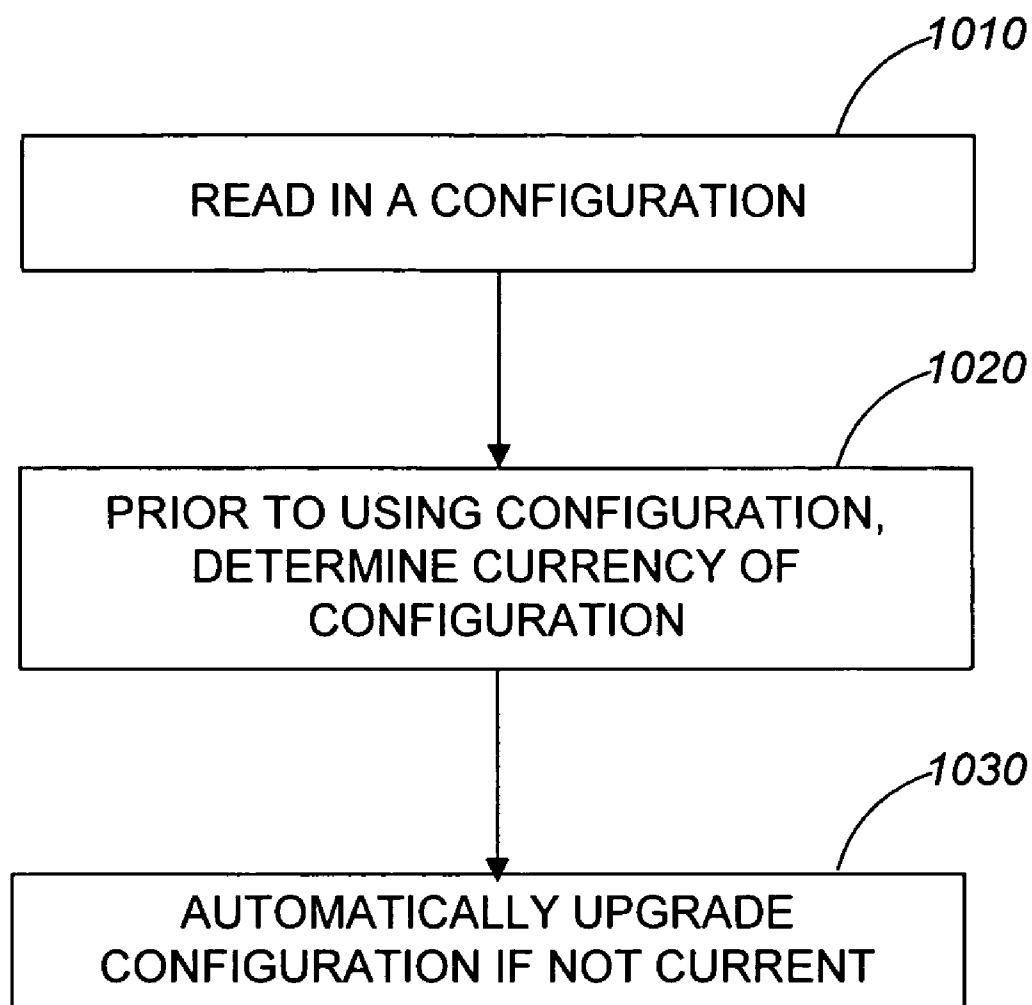 1010
READ IN A CONFIGURATION
1020
PRIOR TO USING CONFIGURATION,
DETERMINE CURRENCY OF
CONFIGURATION
1030
AUTOMATICALLY UPGRADE
CONFIGURATION IF NOT CURRENT